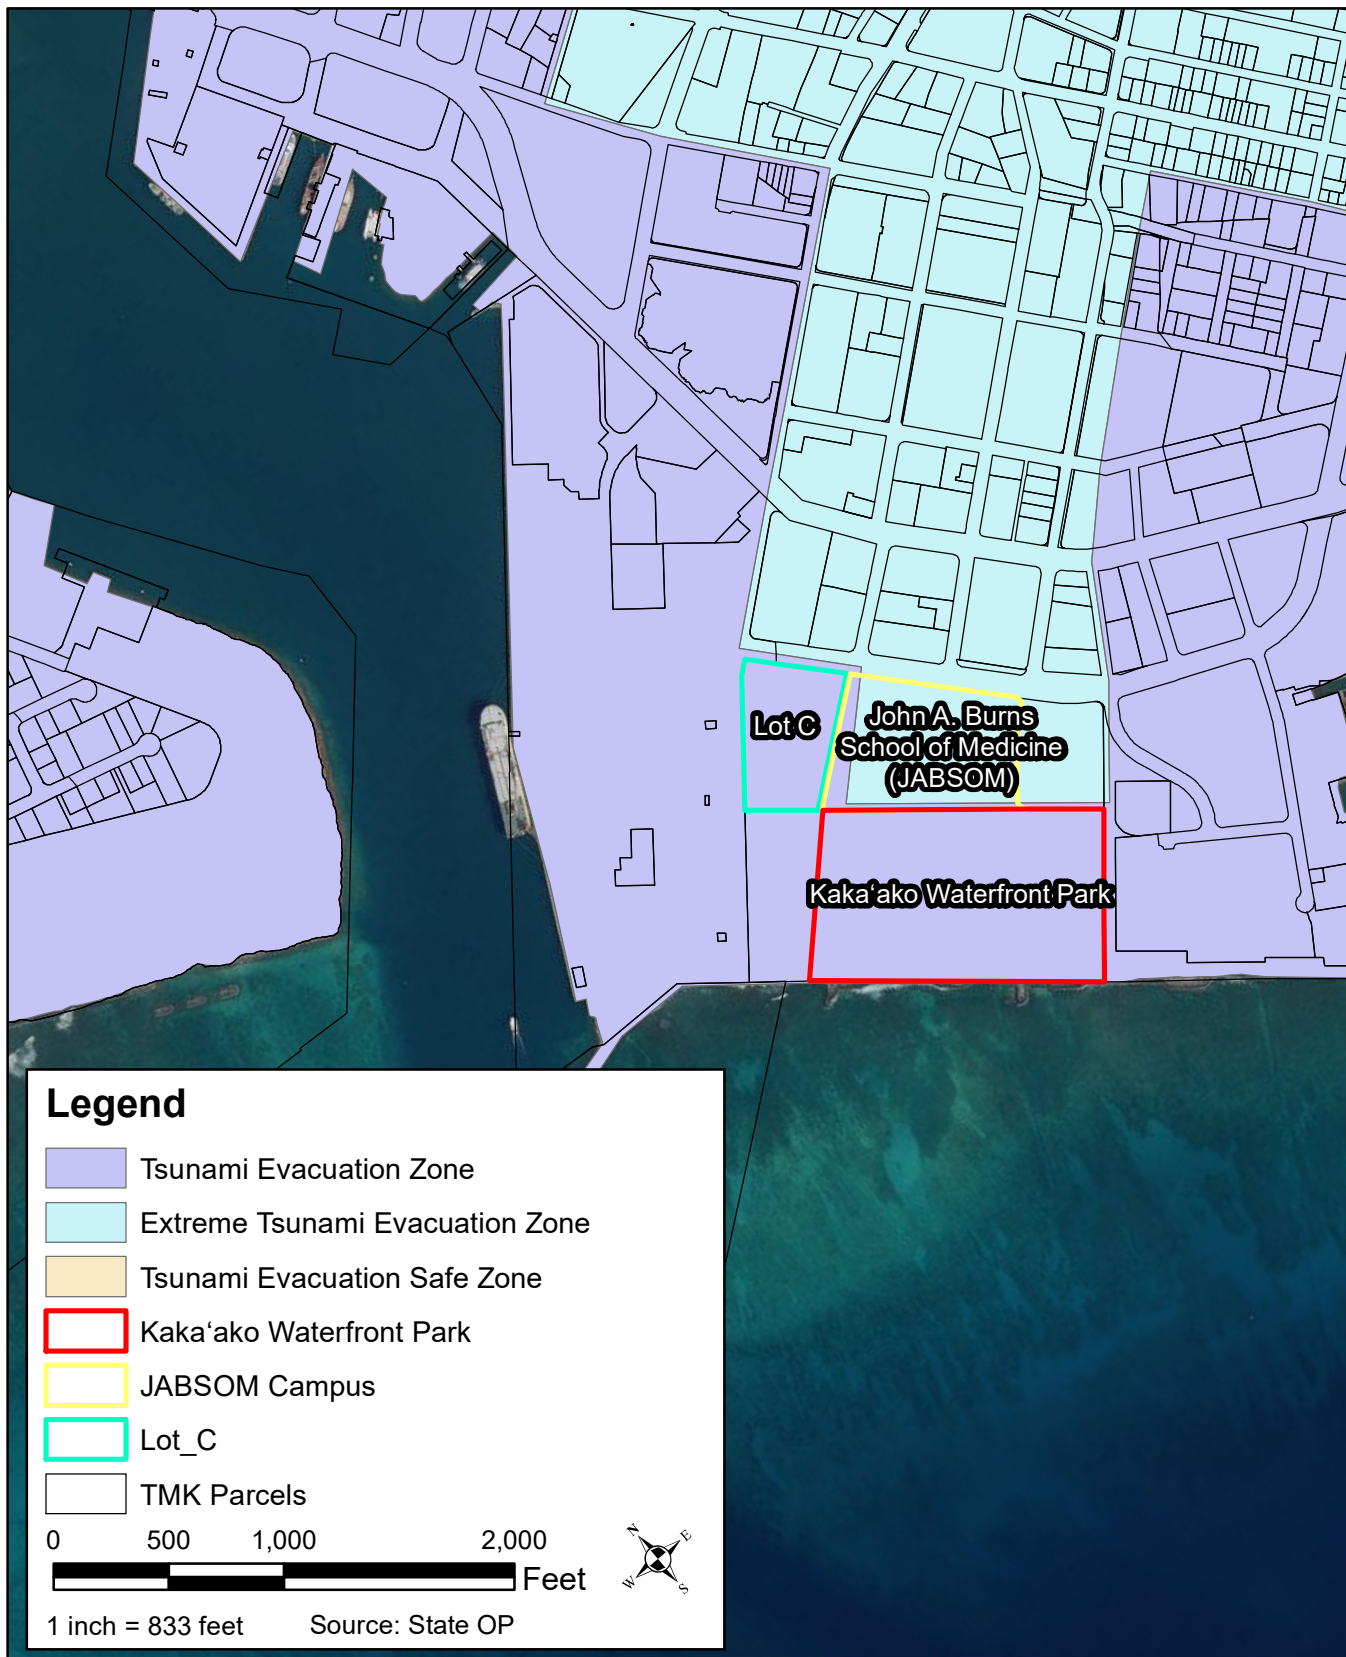 Lot C
John A. Burns
School of Medicine
(JABSOM)
Kaka‘ako Waterfront Park
Legend
Tsunami Evacuation Zone
Extreme Tsunami Evacuation Zone
Tsunami Evacuation Safe Zone
Kaka‘ako Waterfront Park
JABSOM Campus
Lot_C
TMK Parcels
0 500 1,000 2,000
Feet
N E
W S
1 inch = 833 feet Source: State OP